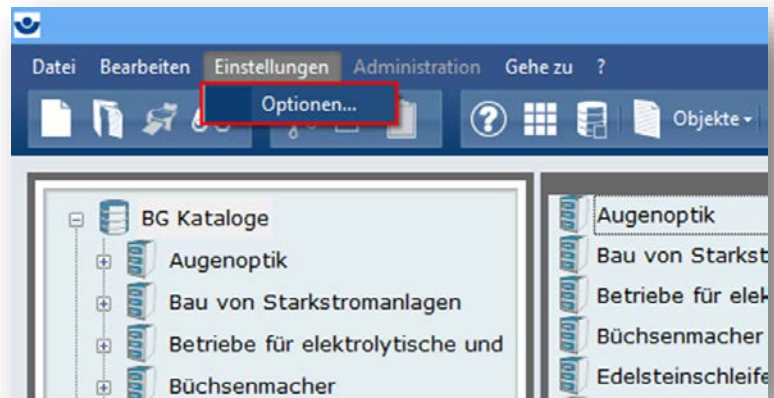 Datei Bearbeiten Einstellungen Administration Gehe zu ?
Optionen...
Objekte
BG Kataloge
Augenoptik
Bau von Starkstromanlagen
Betriebe für elektrolytische und
Büchsenmacher
Augenoptik
Bau von Starkst
Betriebe für elek
Büchsenmacher
Edelsteinschleife